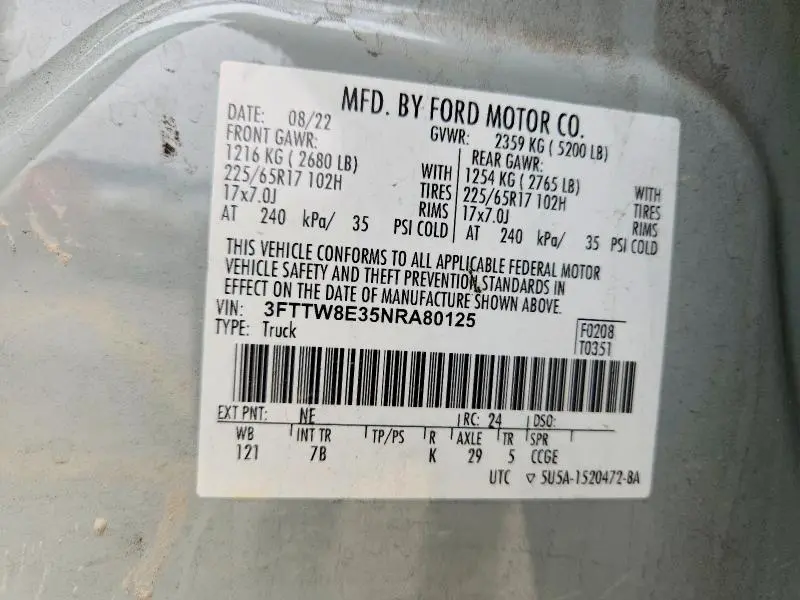 MFD. BY FORD MOTOR CO.
DATE: 08/22 GVWR: 2359 KG ( 5200 LB)
FRONT GAWR: REAR GAWR:
1216 KG ( 2680 LB) WITH 1254 KG ( 2765 LB) WITH
225/65R17 102H TIRES 225/65R17 102H TIRES
17x7.0J RIMS 17x7.0J RIMS
AT 240 kPa/ 35 PSI COLD AT 240 kPa/ 35 PSI COLD
THIS VEHICLE CONFORMS TO ALL APPLICABLE FEDERAL MOTOR
VEHICLE SAFETY AND THEFT PREVENTION STANDARDS IN
EFFECT ON THE DATE OF MANUFACTURE SHOWN ABOVE.
VIN: 3FTTW8E35NRA80125
TYPE: Truck F0208
T0351
EXT PNT: NE RC: 24 DSO:
WB INT TR TP/PS R AXLE TR SPR
121 7B K 29 5 CCGE
UTC ▽ 5U5A-1520472-BA